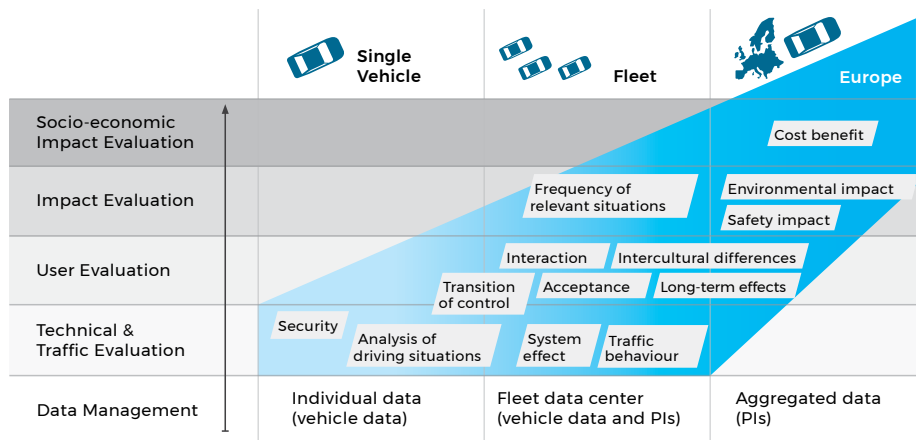 Single
Vehicle
Fleet
Europe
Socio-economic
Impact Evaluation
Cost benefit
Impact Evaluation
Frequency of
relevant situations
Environmental impact
Safety impact
User Evaluation
Interaction
Intercultural differences
Transition
of control
Acceptance
Long-term effects
Technical &
Traffic Evaluation
Security
Analysis of
driving situations
System
effect
Traffic
behaviour
Data Management
Individual data
(vehicle data)
Fleet data center
(vehicle data and PIs)
Aggregated data
(PIs)